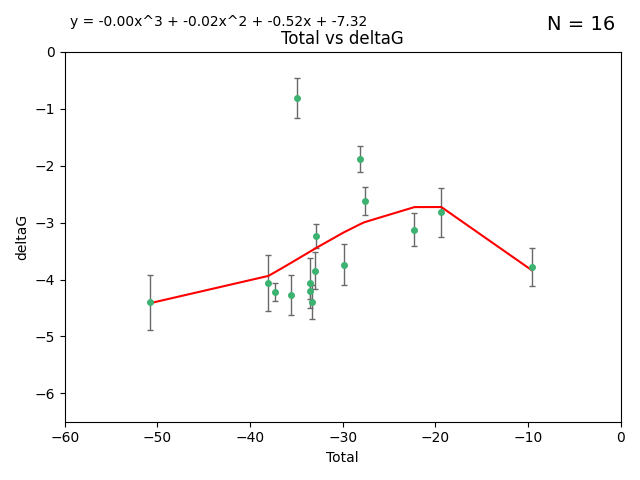 y = -0.00x^3 + -0.02x^2 + -0.52x + -7.32
N = 16
Total vs deltaG
0
−1
−2
−3
−4
−5
−6
deltaG
−60 −50 −40 −30 −20 −10 0
Total